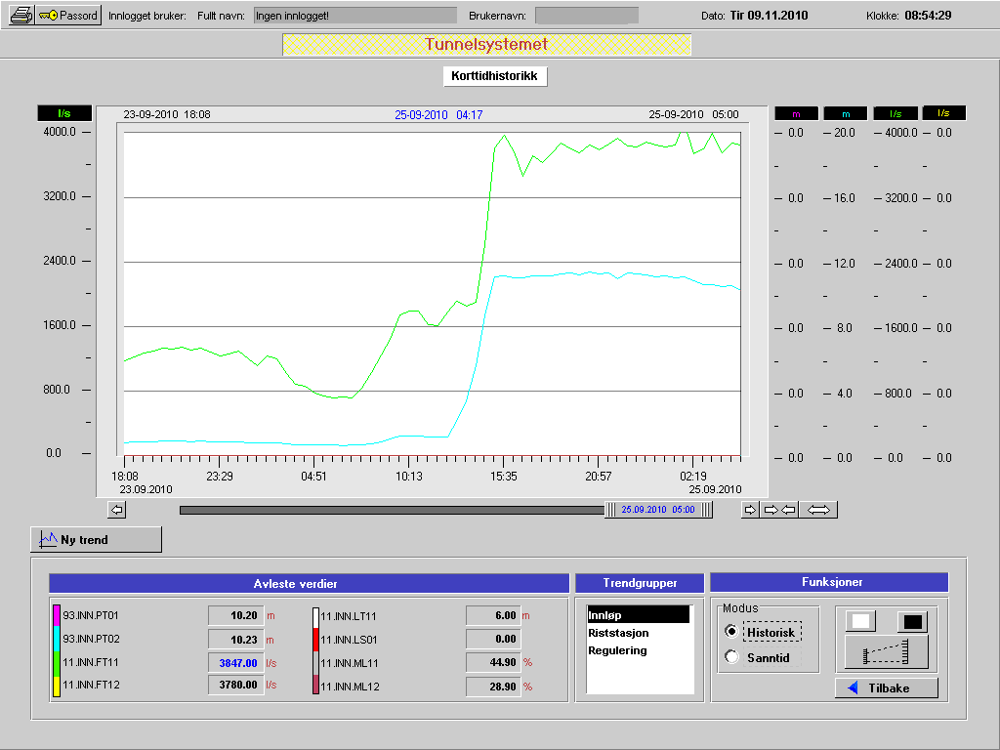 Passord Innlogget bruker: Fullt navn: Ingen innlogget! Brukernavn: Dato: Tir 09.11.2010 Klokke: 08:54:29
Tunnelsystemet
Korttidhistorikk
l/s m m l/s l/s
23-09-2010 18:08 25-09-2010 04:17 25-09-2010 05:00
4000.0 0.0 20.0 4000.0 0.0
3200.0 0.0 16.0 3200.0 0.0
2400.0 0.0 12.0 2400.0 0.0
1600.0 0.0 8.0 1600.0 0.0
800.0 0.0 4.0 800.0 0.0
0.0 0.0 0.0 0.0 0.0
18:08 23:29 04:51 10:13 15:35 20:57 02:19
23.09.2010 25.09.2010
25.09.2010 05:00
Ny trend
Avleste verdier Trendgrupper Funksjoner
93.INN.PT01 10.20 m 11.INN.LT11 6.00 m
93.INN.PT02 10.23 m 11.INN.LS01 0.00
11.INN.FT11 3847.00 l/s 11.INN.ML11 44.90 %
11.INN.FT12 3780.00 l/s 11.INN.ML12 28.90 %
Innløp
Riststasjon
Regulering
Modus
Historisk
Sanntid
Tilbake